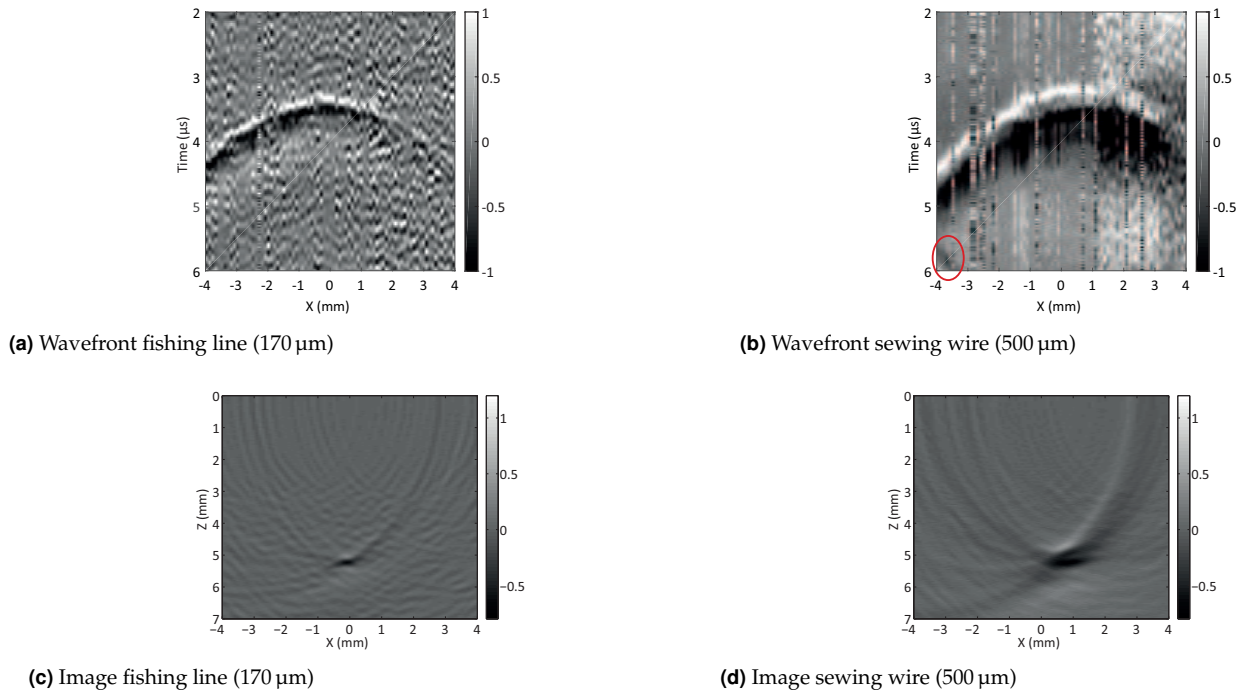 2
3
4
5
6
Time (µs)
-4 -3 -2 -1 0 1 2 3 4
X (mm)
1
0.5
0
-0.5
-1
2
3
4
5
6
Time (µs)
-4 -3 -2 -1 0 1 2 3 4
X (mm)
1
0.5
0
-0.5
-1
(a) Wavefront fishing line (170 µm)
(b) Wavefront sewing wire (500 µm)
0
1
2
3
4
5
6
7
Z (mm)
−4 −3 −2 −1 0 1 2 3 4
X (mm)
1
0.5
0
−0.5
0
1
2
3
4
5
6
7
Z (mm)
−4 −3 −2 −1 0 1 2 3 4
X (mm)
1
0.5
0
−0.5
(c) Image fishing line (170 µm)
(d) Image sewing wire (500 µm)